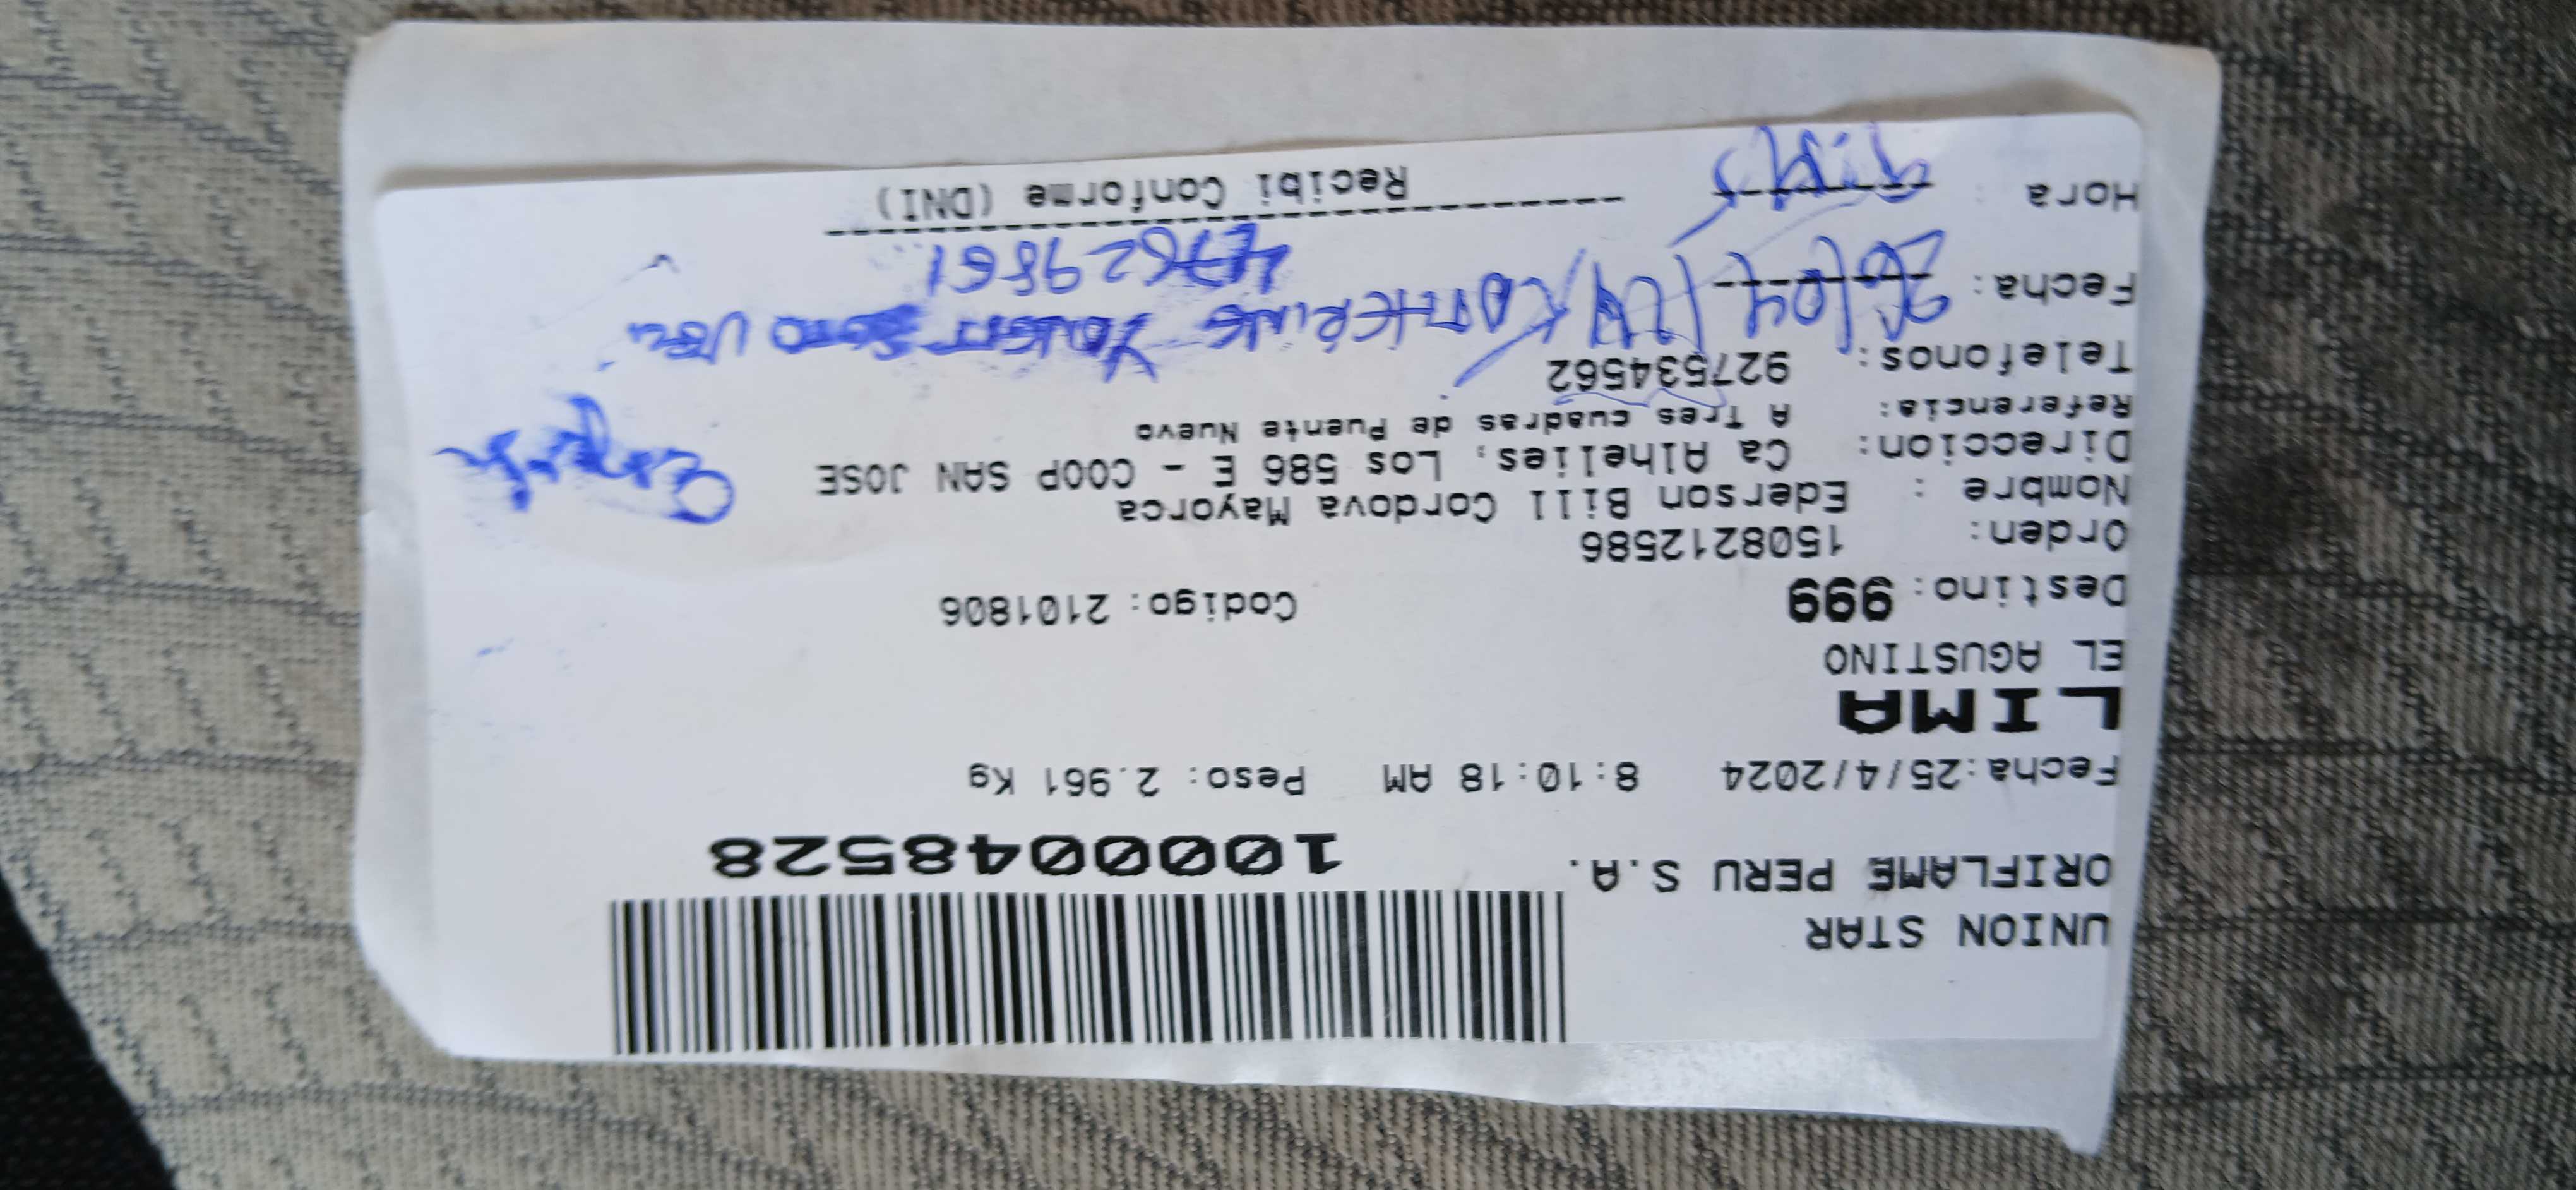 UNION STAR
ORIFLAME PERU S.A.
10000048528
Fecha:25/4/2024 8:10:18 AM Peso: 2.961 Kg
LIMA
EL AGUSTINO
Destino: 999 Codigo: 2101806
Orden: 1508212586
Nombre : Ederson Bill Cordova Mayorca
Direccion: Ca Alhelies, Los 586 E - COOP SAN JOSE
Referencia: A Tres cuadras de Puente Nuevo
Telefonos: 927534562
Fecha: 26/04/24 KATHERINE
47629861
Hora :
Recibi Conforme (DNI)